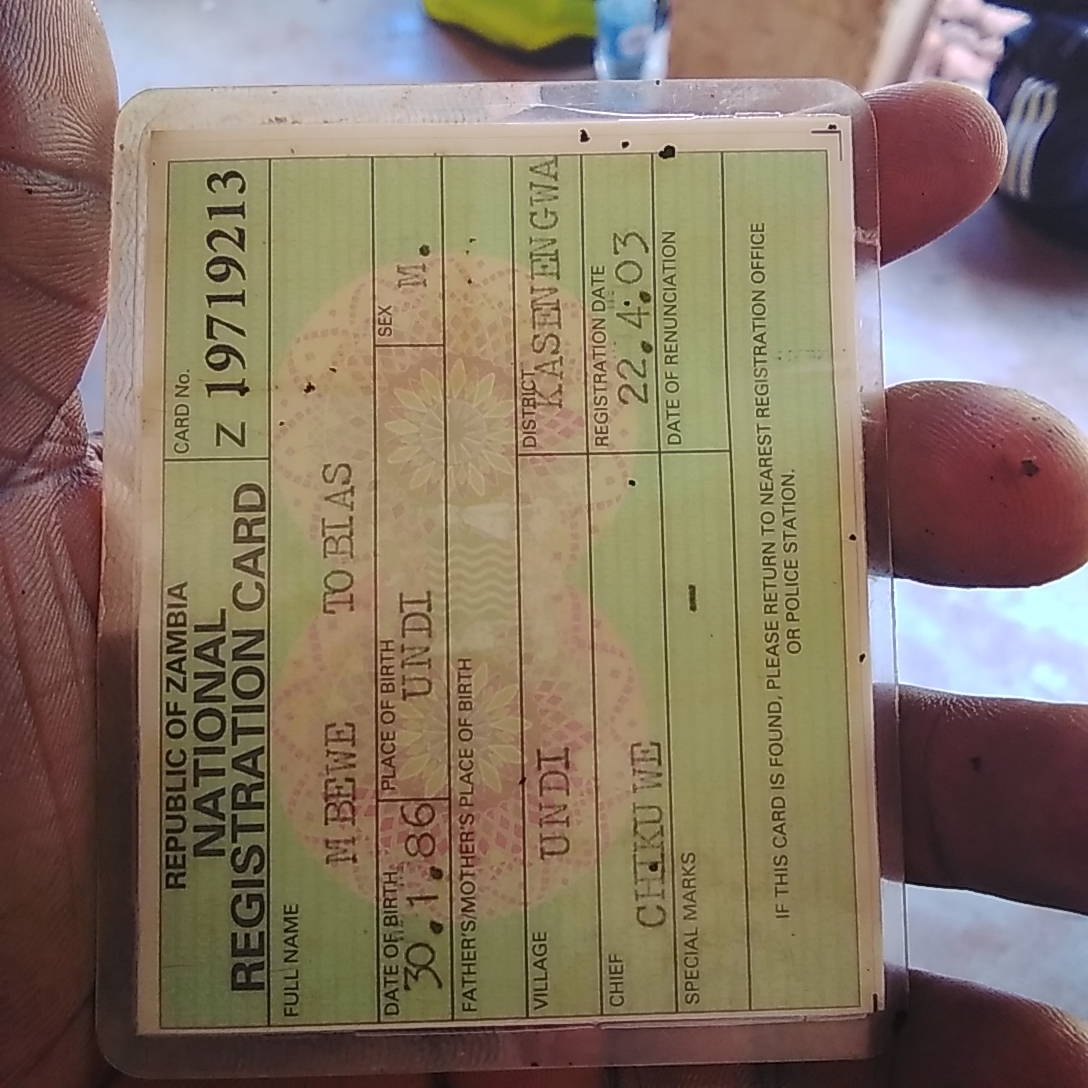 REPUBLIC OF ZAMBIA
NATIONAL
REGISTRATION CARD
CARD No.
Z 19719213
FULL NAME
MBEWE TOBIAS
DATE OF BIRTH
30.1.86
PLACE OF BIRTH
UNDI
SEX
M.
FATHER'S/MOTHER'S PLACE OF BIRTH
VILLAGE
UNDI
DISTRICT
KASENENGWA
CHIEF
CHIKUWE
REGISTRATION DATE
22.4.03
SPECIAL MARKS
-
DATE OF RENUNCIATION
IF THIS CARD IS FOUND, PLEASE RETURN TO NEAREST REGISTRATION OFFICE
OR POLICE STATION.